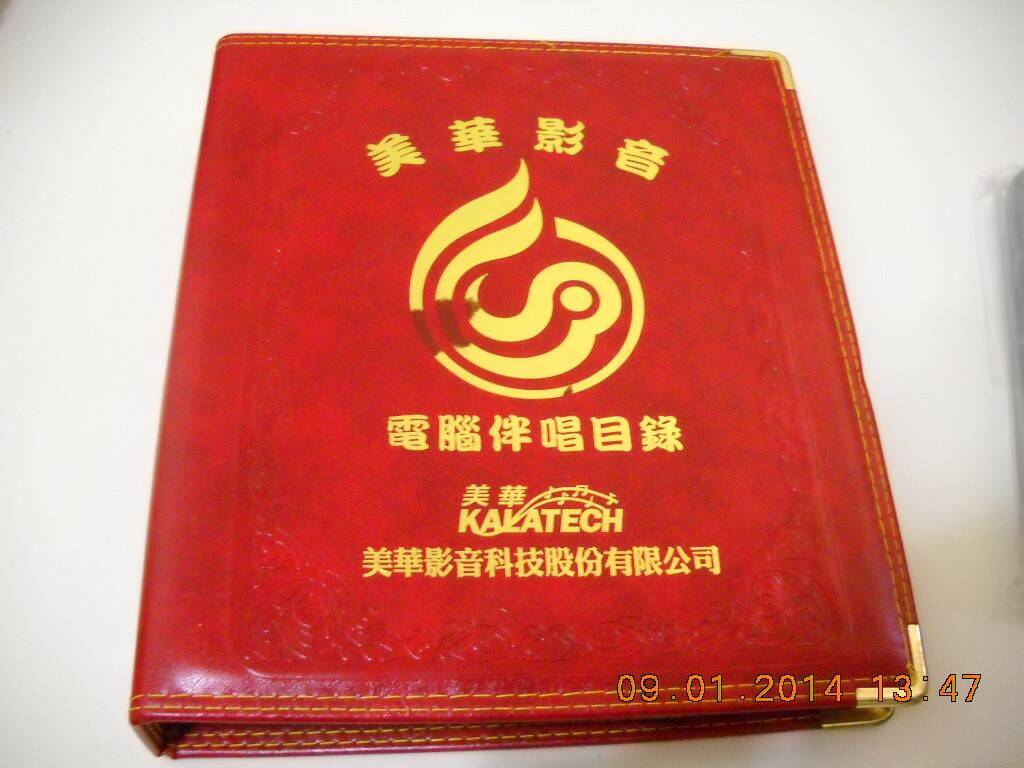 美華影音
電腦伴唱目錄
美華
KALATECH
美華影音科技股份有限公司
09.01.2014 13:47